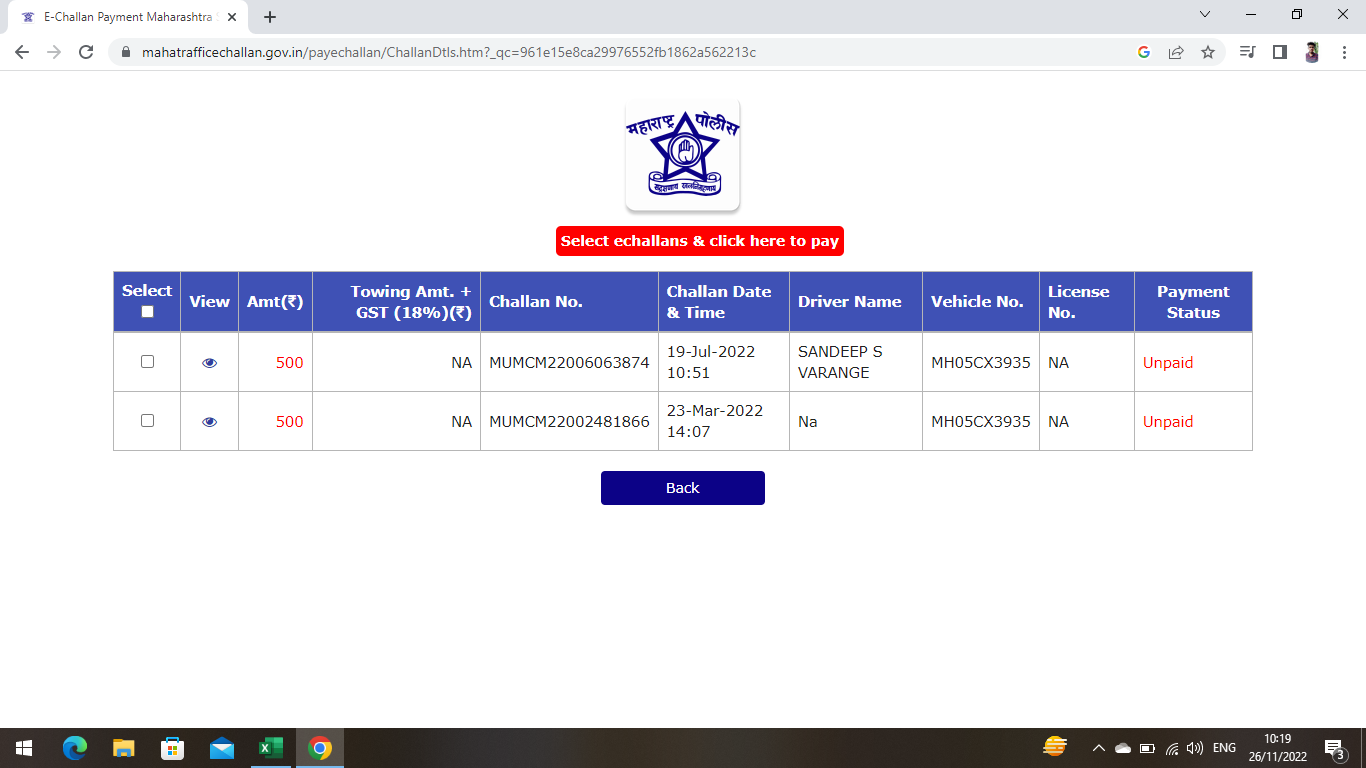 E-Challan Payment Maharashtra
mahatrafficechallan.gov.in/payechallan/ChallanDtls.htm?_qc=961e15e8ca29976552fb1862a562213c
महाराष्ट्र पोलीस
Select echallans & click here to pay
Select View Amt(₹) Towing Amt. + GST (18%)(₹) Challan No. Challan Date & Time Driver Name Vehicle No. License No. Payment Status
500 NA MUMCM22006063874 19-Jul-2022 10:51 SANDEEP S VARANGE MH05CX3935 NA Unpaid
500 NA MUMCM22002481866 23-Mar-2022 14:07 Na MH05CX3935 NA Unpaid
Back
ENG
10:19
26/11/2022
3